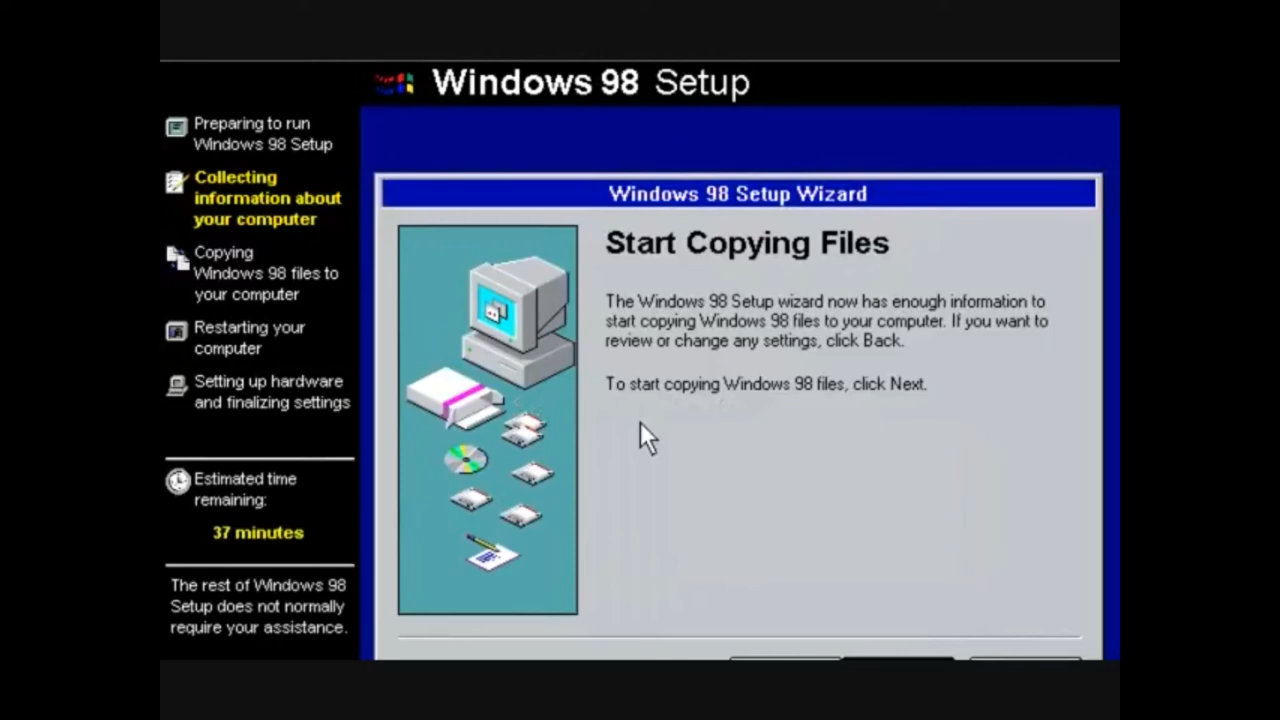 Windows 98 Setup
Preparing to run
Windows 98 Setup
Collecting
information about
your computer
Copying
Windows 98 files to
your computer
Restarting your
computer
Setting up hardware
and finalizing settings
Estimated time
remaining:
37 minutes
The rest of Windows 98
Setup does not normally
require your assistance.
Windows 98 Setup Wizard
Start Copying Files
The Windows 98 Setup wizard now has enough information to
start copying Windows 98 files to your computer. If you want to
review or change any settings, click Back.
To start copying Windows 98 files, click Next.